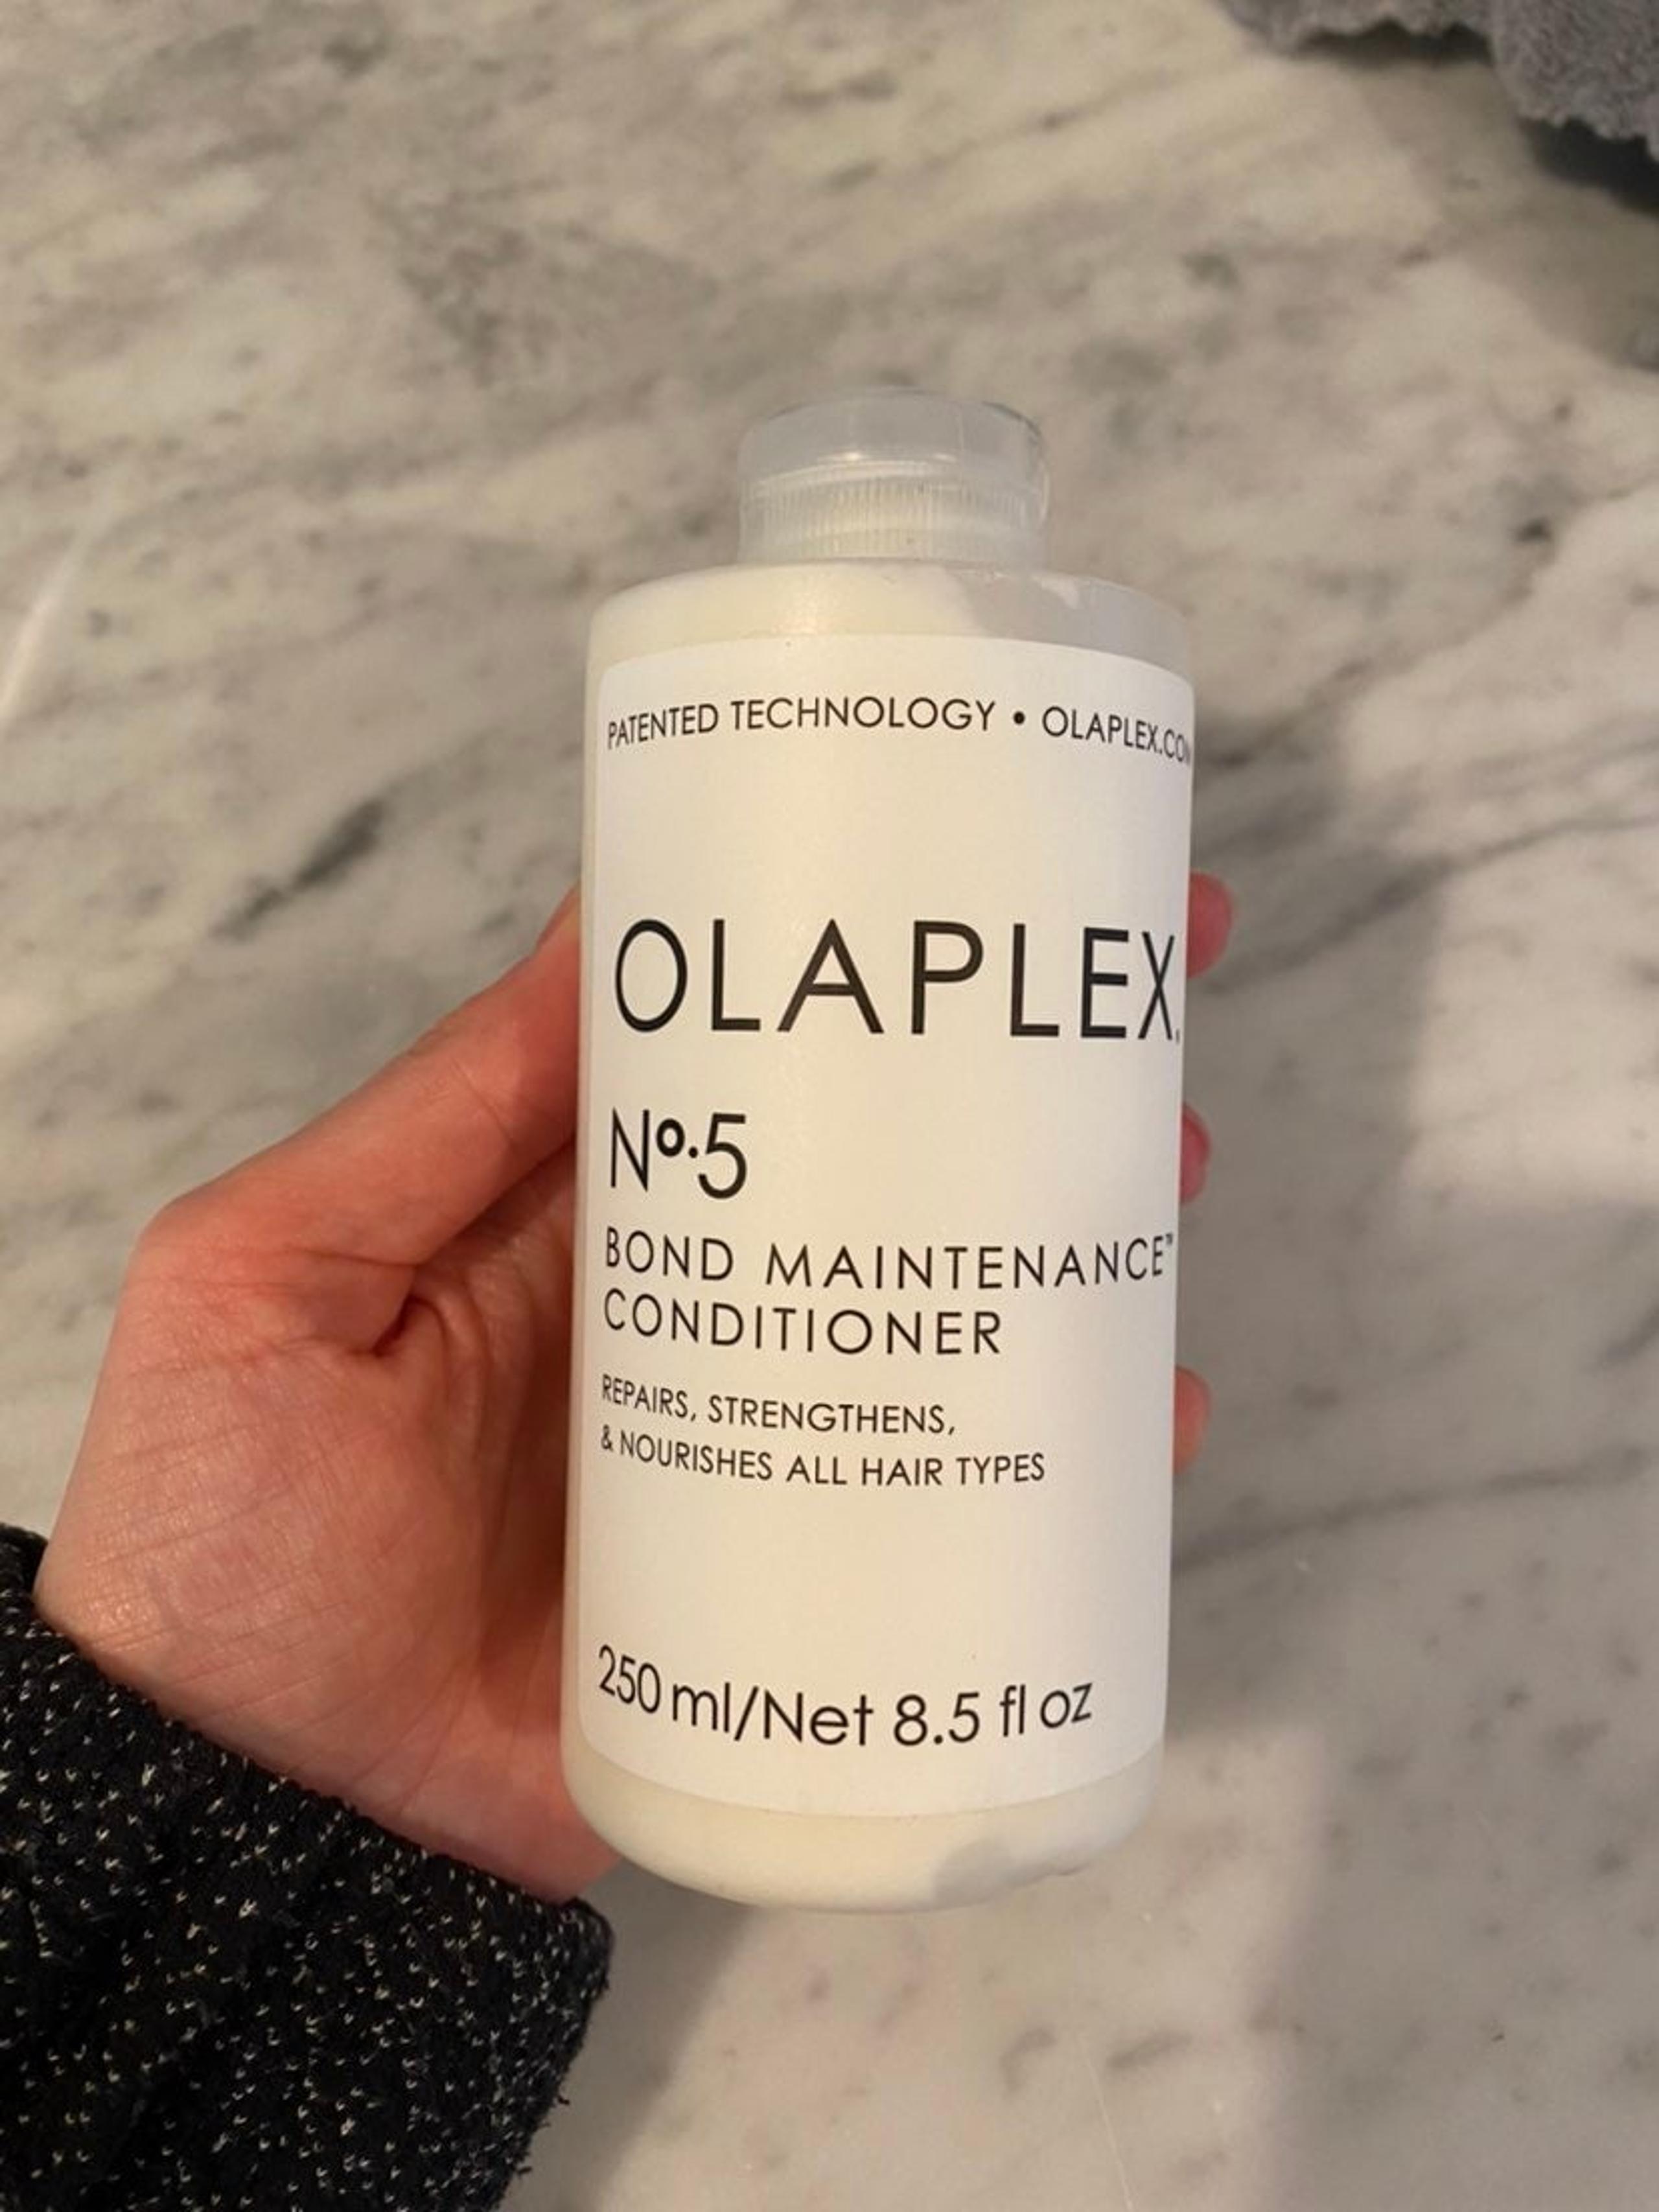 PATENTED TECHNOLOGY • OLAPLEX.COM
OLAPLEX.
Nº.5
BOND MAINTENANCE™
CONDITIONER
REPAIRS, STRENGTHENS,
& NOURISHES ALL HAIR TYPES
250 ml/Net 8.5 fl oz